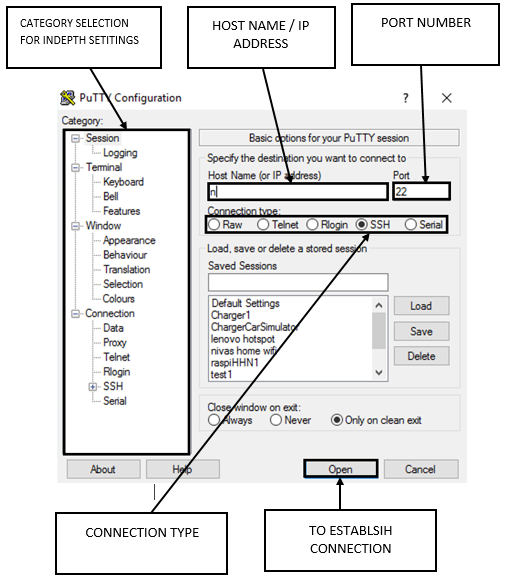 CATEGORY SELECTION
FOR INDEPTH SETITINGS
HOST NAME / IP
ADDRESS
PORT NUMBER
PuTTY Configuration
?
Category:
Session
Logging
Terminal
Keyboard
Bell
Features
Window
Appearance
Behaviour
Translation
Selection
Colours
Connection
Data
Proxy
Telnet
Rlogin
SSH
Serial
Basic options for your PuTTY session
Specify the destination you want to connect to
Host Name (or IP address) Port
n 22
Connection type:
Raw Telnet Rlogin SSH Serial
Load, save or delete a stored session
Saved Sessions
Default Settings
Charger1
ChargerCarSimulator
lenovo hotspot
nivas home wifi
raspiHHN1
test1
Load
Save
Delete
Close window on exit:
Always Never Only on clean exit
About Help Open Cancel
CONNECTION TYPE
TO ESTABLSIH
CONNECTION